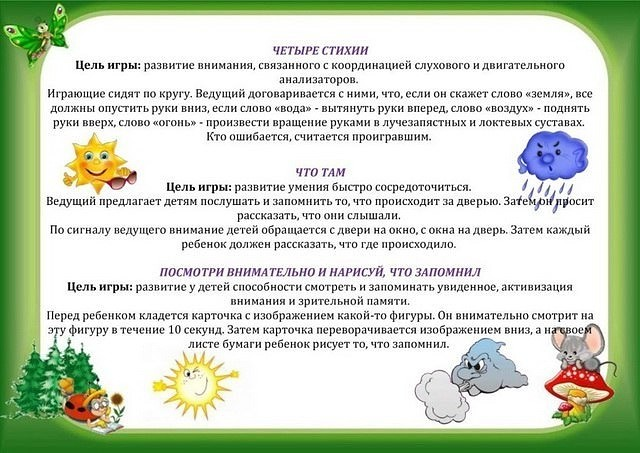 ЧЕТЫРЕ СТИХИИ
Цель игры: развитие внимания, связанного с координацией слухового и двигательного
анализаторов.
Играющие сидят по кругу. Ведущий договаривается с ними, что, если он скажет слово «земля», все
должны опустить руки вниз, если слово «вода» - вытянуть руки вперед, слово «воздух» - поднять
руки вверх, слово «огонь» - произвести вращение руками в лучезапястных и локтевых суставах.
Кто ошибается, считается проигравшим.
ЧТО ТАМ
Цель игры: развитие умения быстро сосредоточиться.
Ведущий предлагает детям послушать и запомнить то, что происходит за дверью. Затем он просит
рассказать, что они слышали.
По сигналу ведущего внимание детей обращается с двери на окно, с окна на дверь. Затем каждый
ребенок должен рассказать, что где происходило.
ПОСМОТРИ ВНИМАТЕЛЬНО И НАРИСУЙ, ЧТО ЗАПОМНИЛ
Цель игры: развитие у детей способности смотреть и запоминать увиденное, активизация
внимания и зрительной памяти.
Перед ребенком кладется карточка с изображением какой-то фигуры. Он внимательно смотрит на
эту фигуру в течение 10 секунд. Затем карточка переворачивается изображением вниз, а на своем
листе бумаги ребенок рисует то, что запомнил.